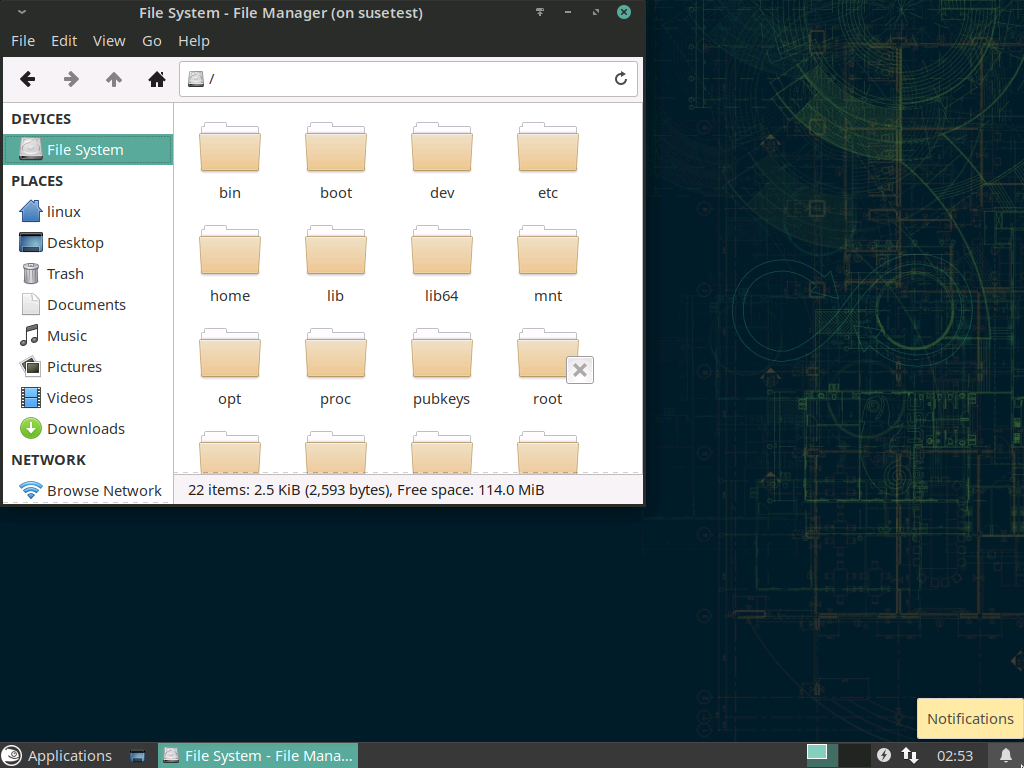 File System - File Manager (on susetest)
File Edit View Go Help
/
DEVICES
File System
PLACES
linux
Desktop
Trash
Documents
Music
Pictures
Videos
Downloads
NETWORK
Browse Network
bin boot dev etc
home lib lib64 mnt
opt proc pubkeys root
22 items: 2.5 KiB (2,593 bytes), Free space: 114.0 MiB
Notifications
Applications File System - File Mana... 02:53